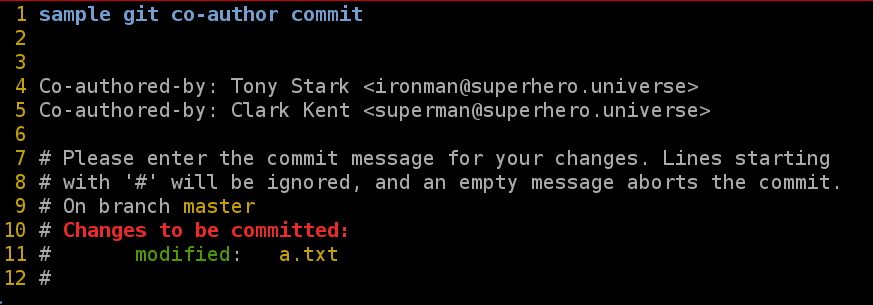 1 sample git co-author commit
2
3
4 Co-authored-by: Tony Stark <ironman@superhero.universe>
5 Co-authored-by: Clark Kent <superman@superhero.universe>
6
7 # Please enter the commit message for your changes. Lines starting
8 # with '#' will be ignored, and an empty message aborts the commit.
9 # On branch master
10 # Changes to be committed:
11 #       modified:   a.txt
12 #